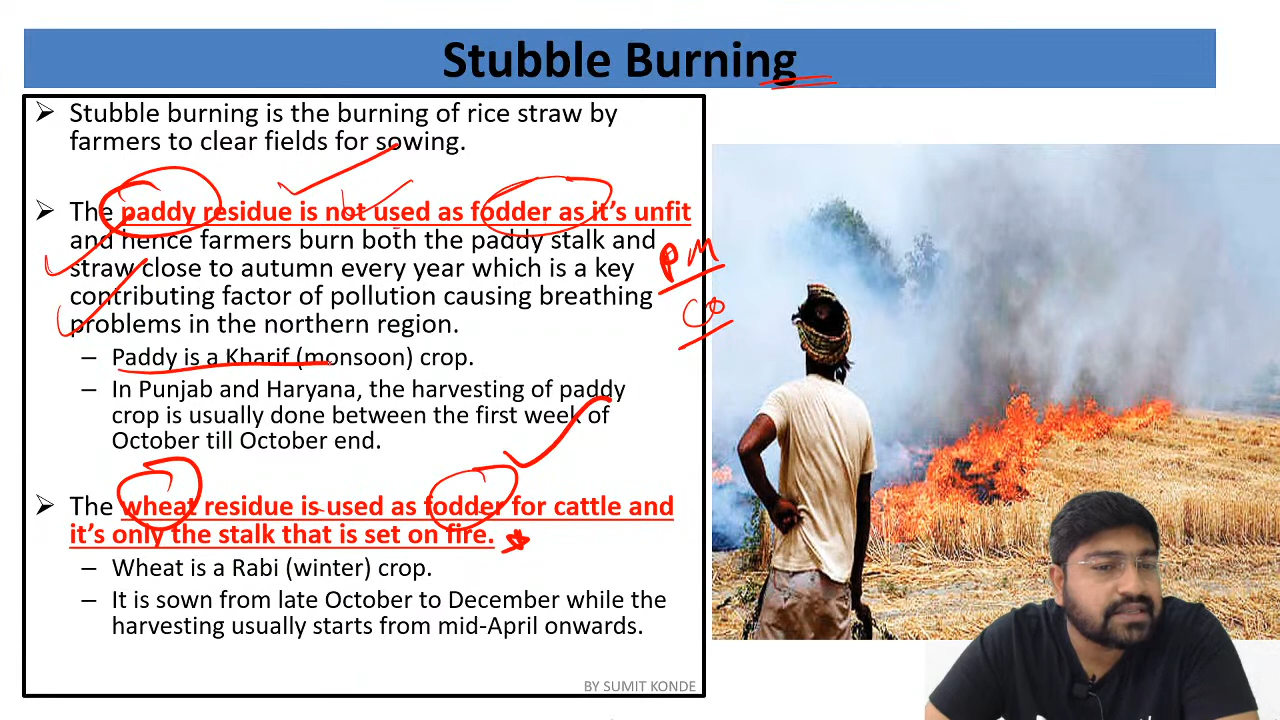 Stubble Burning
➢ Stubble burning is the burning of rice straw by
farmers to clear fields for sowing.
➢ The paddy residue is not used as fodder as it's unfit
and hence farmers burn both the paddy stalk and
straw close to autumn every year which is a key
contributing factor of pollution causing breathing
problems in the northern region.
PM
CO
– Paddy is a Kharif (monsoon) crop.
– In Punjab and Haryana, the harvesting of paddy
crop is usually done between the first week of
October till October end.
➢ The wheat residue is used as fodder for cattle and
it's only the stalk that is set on fire.
– Wheat is a Rabi (winter) crop.
– It is sown from late October to December while the
harvesting usually starts from mid-April onwards.
BY SUMIT KONDE